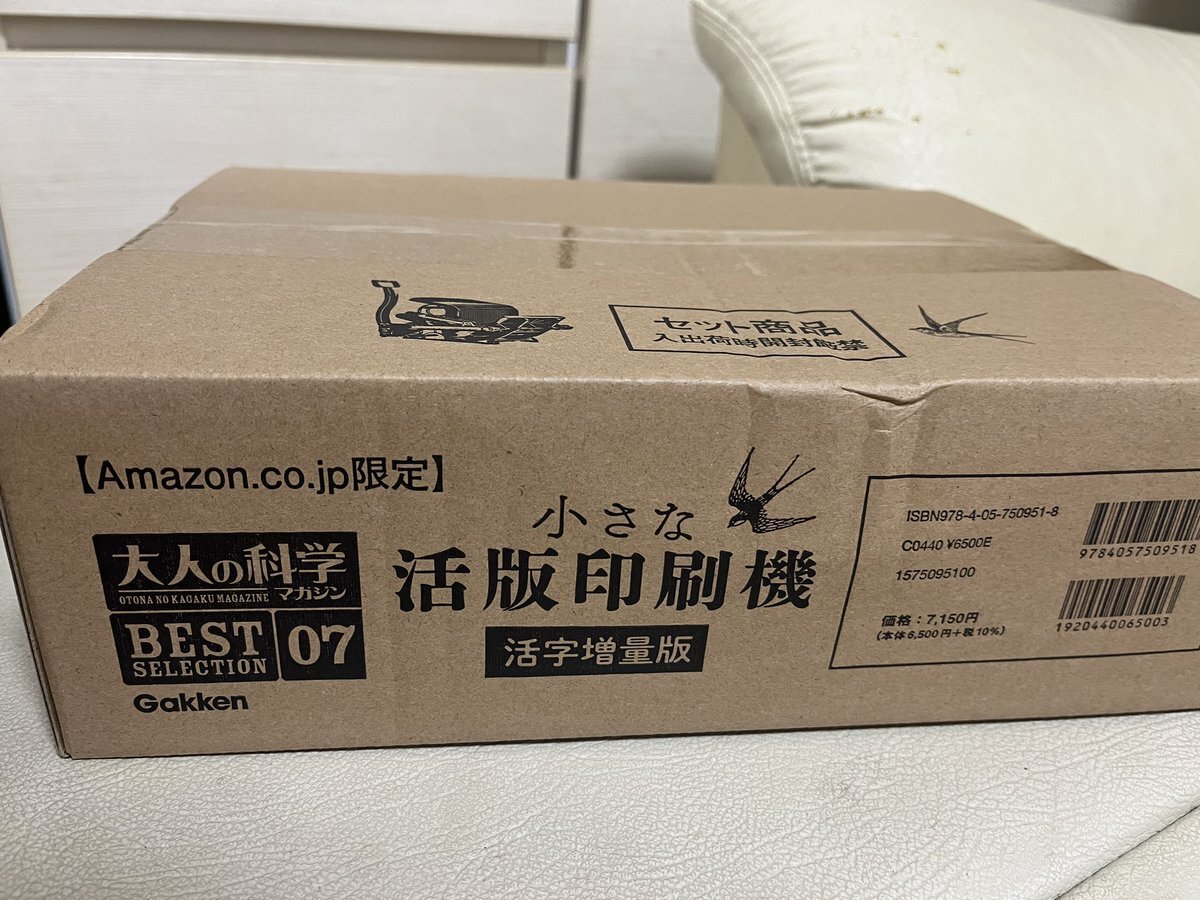 セット商品
入出荷時開封厳禁
【Amazon.co.jp限定】
大人の科学
OTONA NO KAGAKU MAGAZINE マガジン
BEST
SELECTION
07
Gakken
小さな
活版印刷機
活字増量版
ISBN978-4-05-750951-8
C0440 ¥6500E
1575095100
価格：7,150円
（本体6,500円＋税10%）
9784057509518
1920440065003